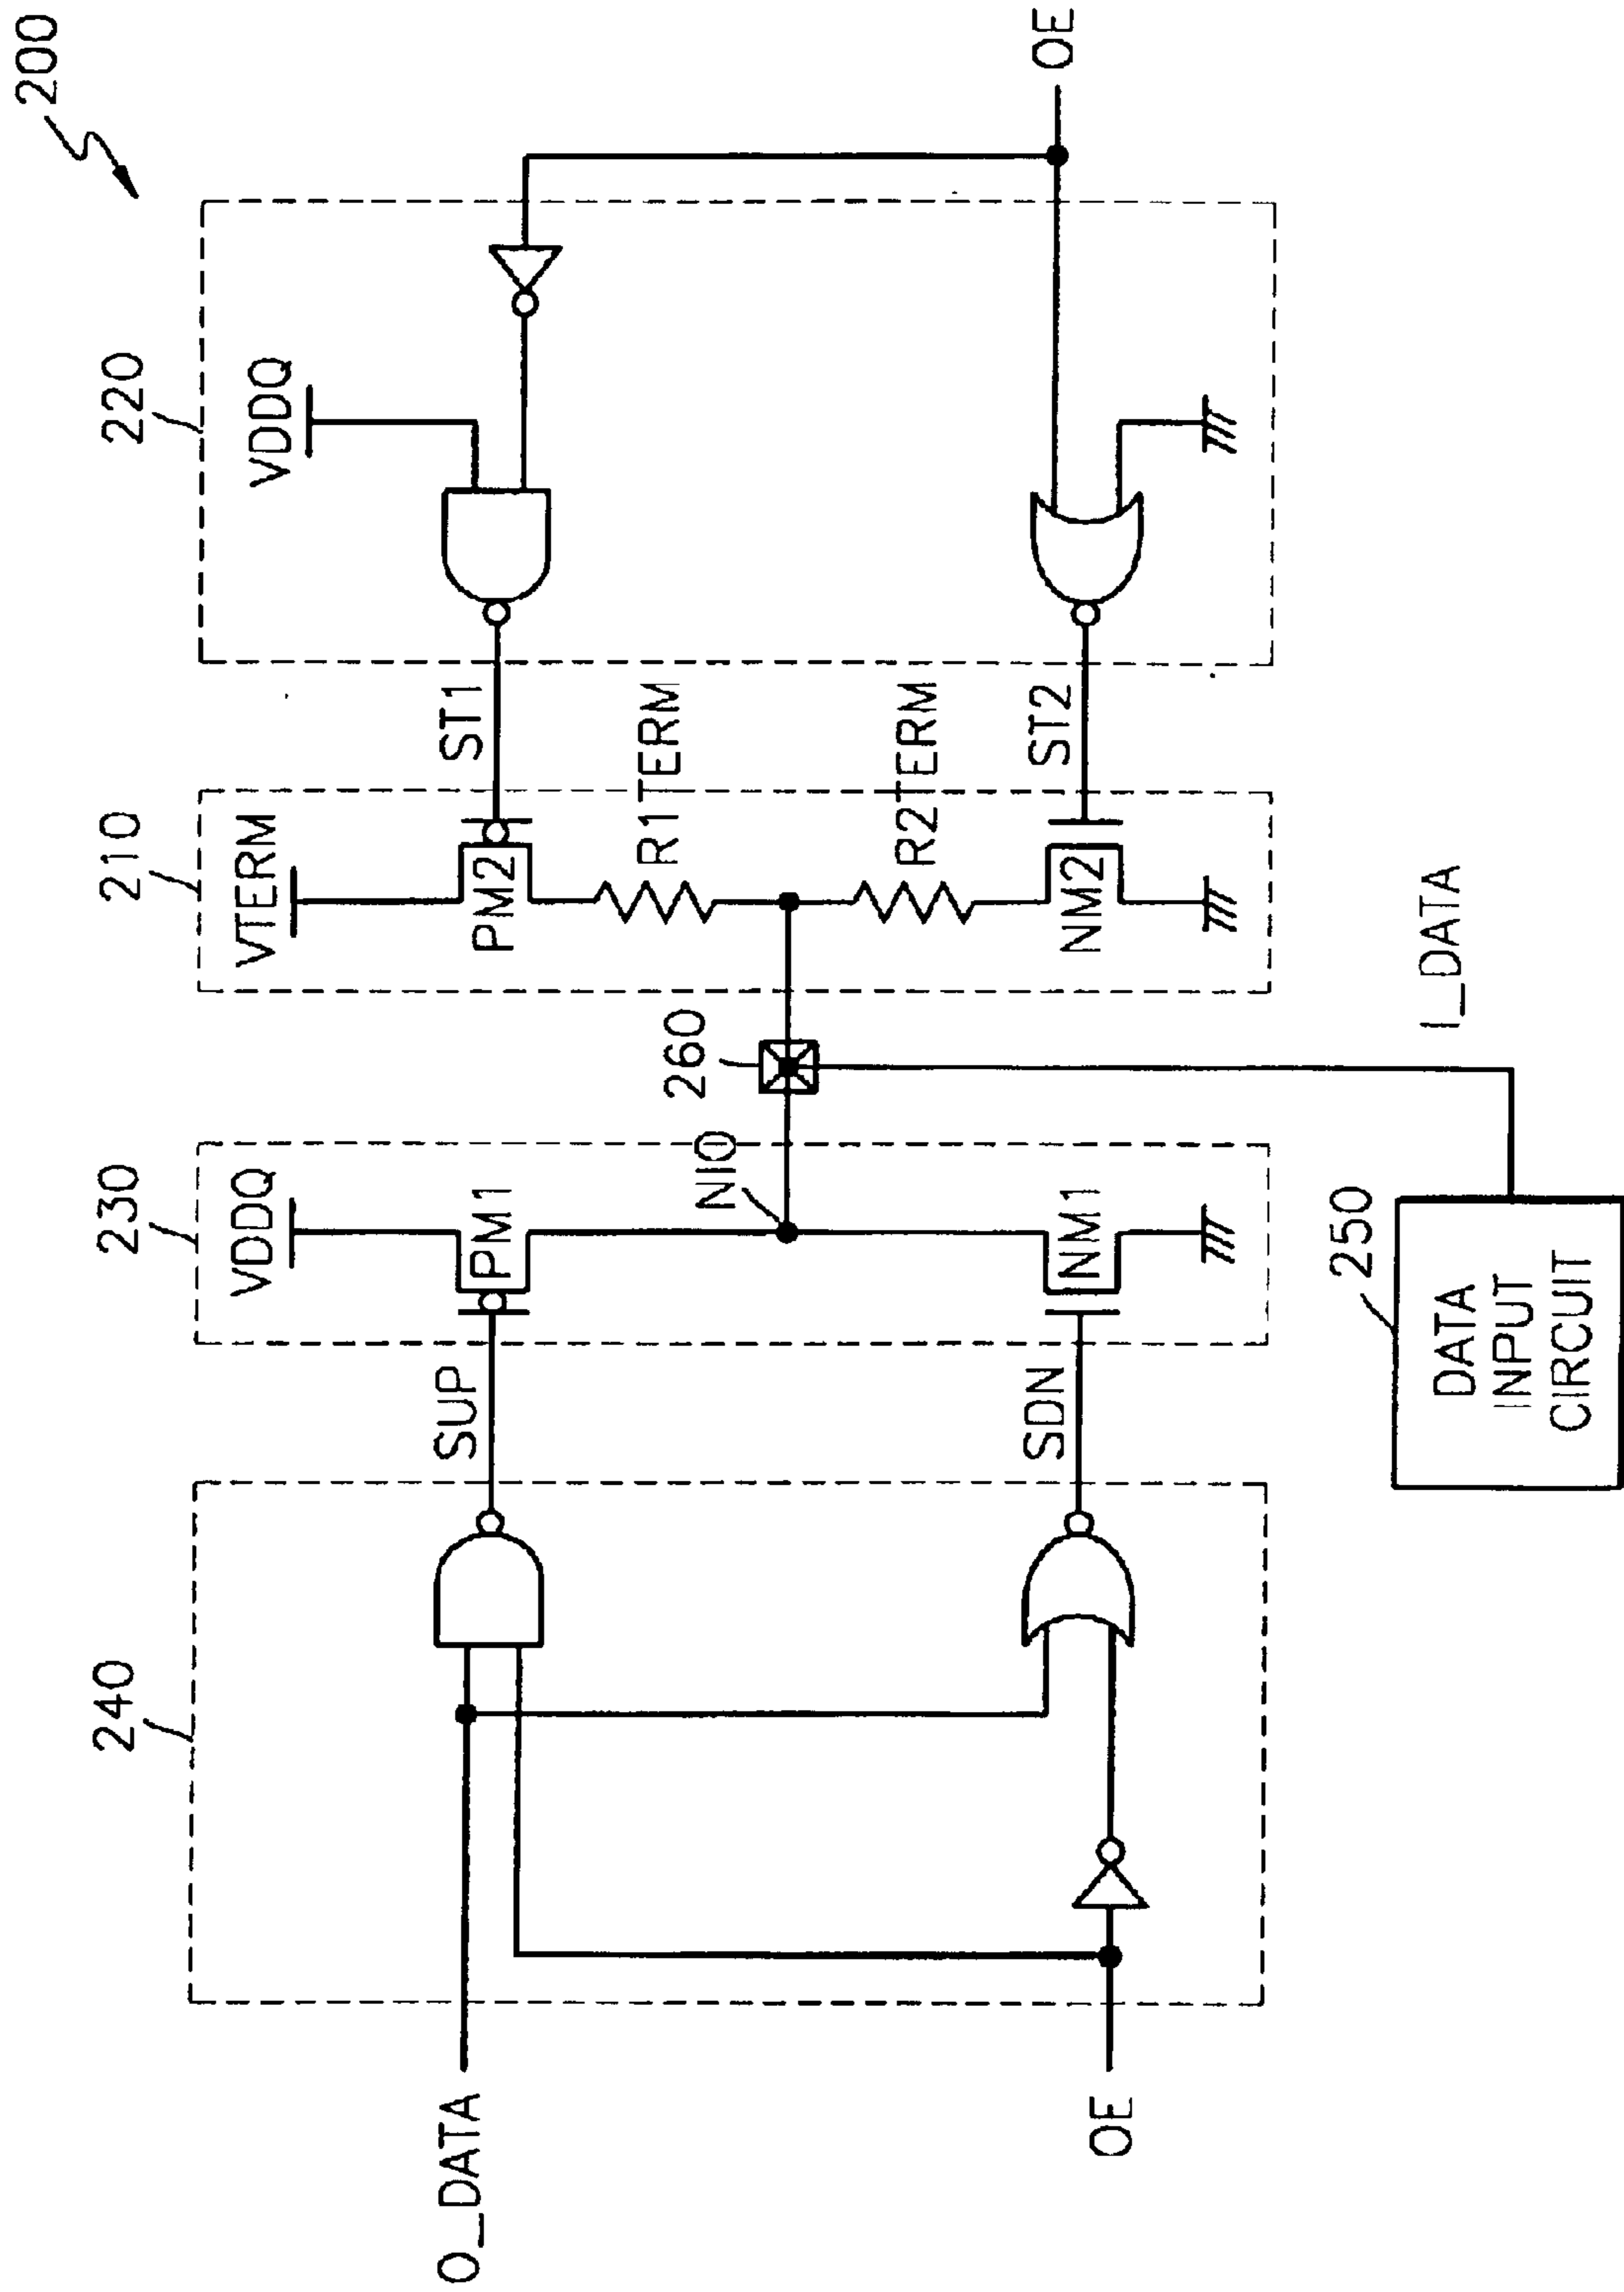 200
240
230
210
220
VDDQ
VTERM
VDDQ
O_DATA
SUP
PM1
PM2
ST1
R1TERM
NIO
260
R2TERM
OE
SDN
NM1
NM2
ST2
OE
250
DATA
INPUT
CIRCUIT
I_DATA